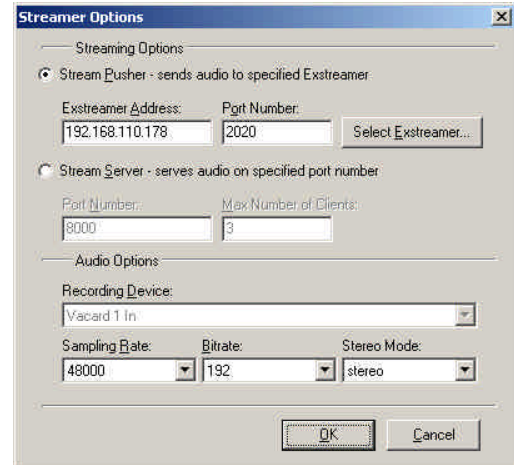 Streamer Options
Streaming Options
Stream Pusher - sends audio to specified Exstreamer
Exstreamer Address: Port Number:
192.168.110.178 2020 Select Exstreamer...
Stream Server - serves audio on specified port number
Port Number: Max Number of Clients:
8000 3
Audio Options
Recording Device:
Vacard 1 In
Sampling Rate: Bitrate: Stereo Mode:
48000 192 stereo
OK Cancel